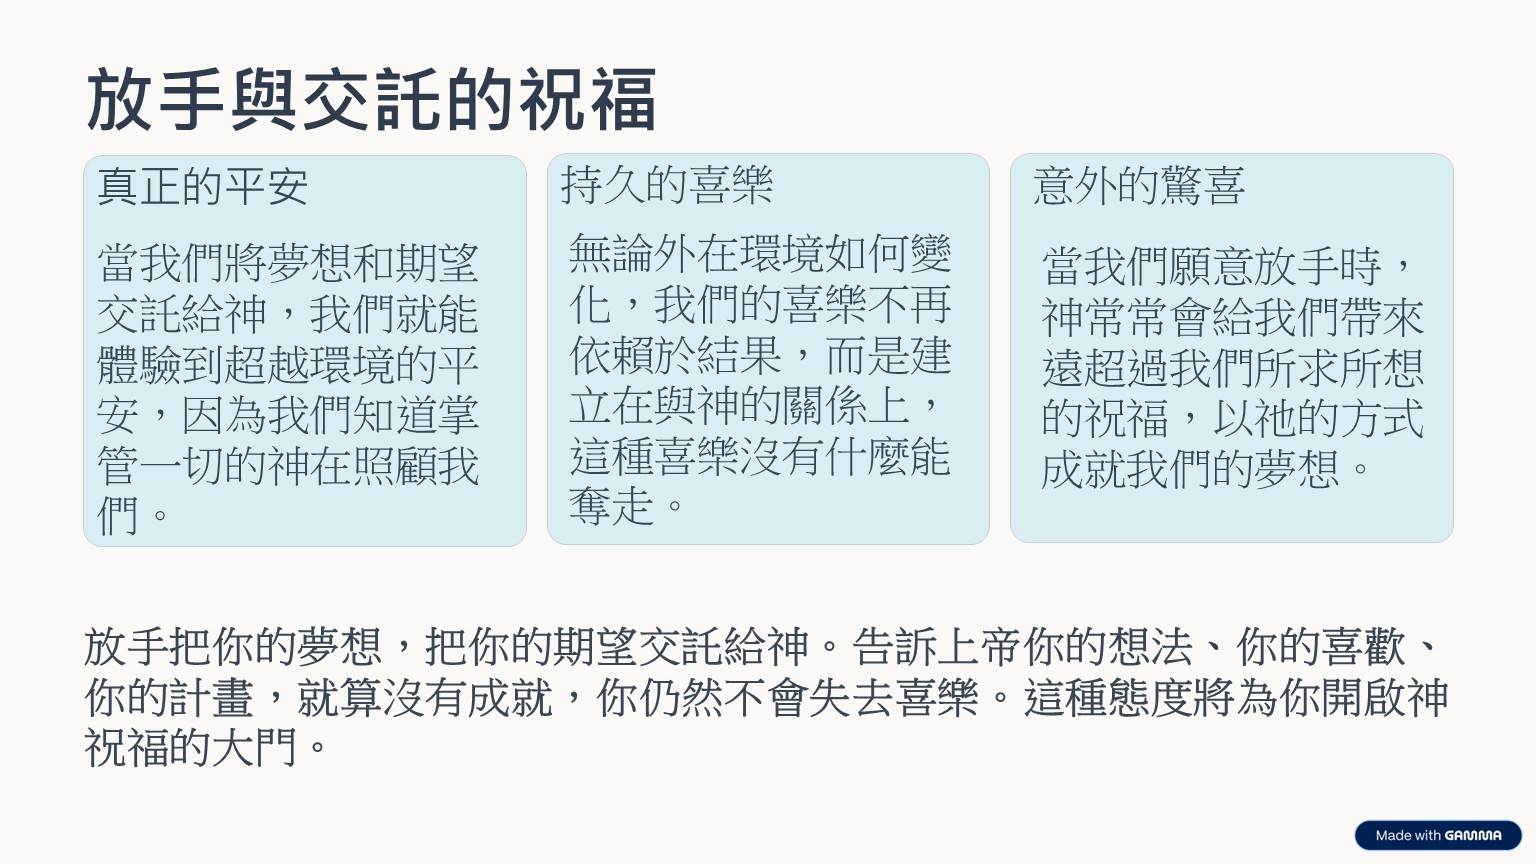 放手與交託的祝福
真正的平安
當我們將夢想和期望
交託給神，我們就能
體驗到超越環境的平
安，因為我們知道掌
管一切的神在照顧我
們。
持久的喜樂
無論外在環境如何變
化，我們的喜樂不再
依賴於結果，而是建
立在與神的關係上，
這種喜樂沒有什麼能
奪走。
意外的驚喜
當我們願意放手時，
神常常會給我們帶來
遠超過我們所求所想
的祝福，以祂的方式
成就我們的夢想。
放手把你的夢想，把你的期望交託給神。告訴上帝你的想法、你的喜歡、
你的計畫，就算沒有成就，你仍然不會失去喜樂。這種態度將為你開啟神
祝福的大門。
Made with GAMMA